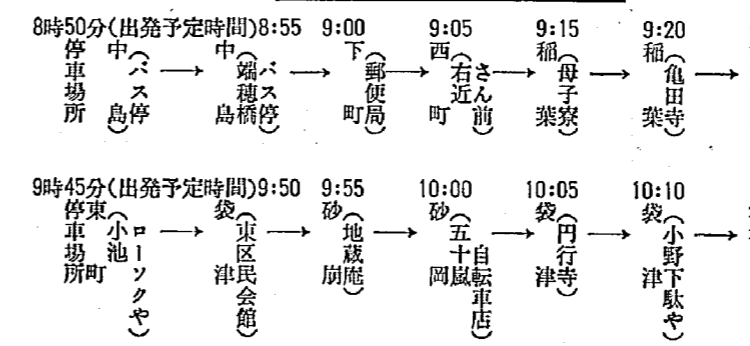 8時50分(出発予定時間)8:55 9:00 9:05 9:15 9:20
停車場所
中島(バス停)
→
中島(端穂橋バス停)
→
下町(郵便局)
→
西町(右近さん前)
→
稲葉(母子寮)
→
稲葉(亀田寺)
→
9時45分(出発予定時間)9:50 9:55 10:00 10:05 10:10
停車場所
東町(小池ローソクや)
→
袋津(東区民会館)
→
砂崩(地蔵庵)
→
砂岡(五十嵐自転車店)
→
袋津(円行寺)
→
袋津(小野下駄や)
→